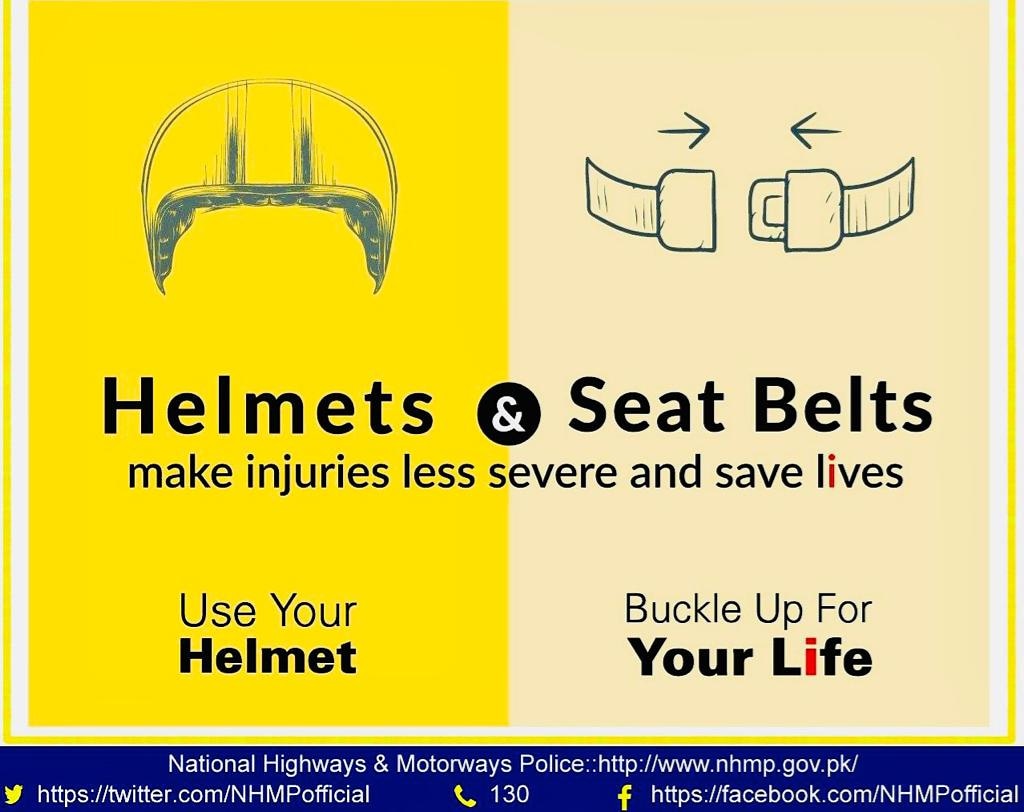 Helmets & Seat Belts
make injuries less severe and save lives
Use Your
Helmet
Buckle Up For
Your Life
National Highways & Motorways Police::http://www.nhmp.gov.pk/
https://twitter.com/NHMPofficial 130 https://facebook.com/NHMPofficial